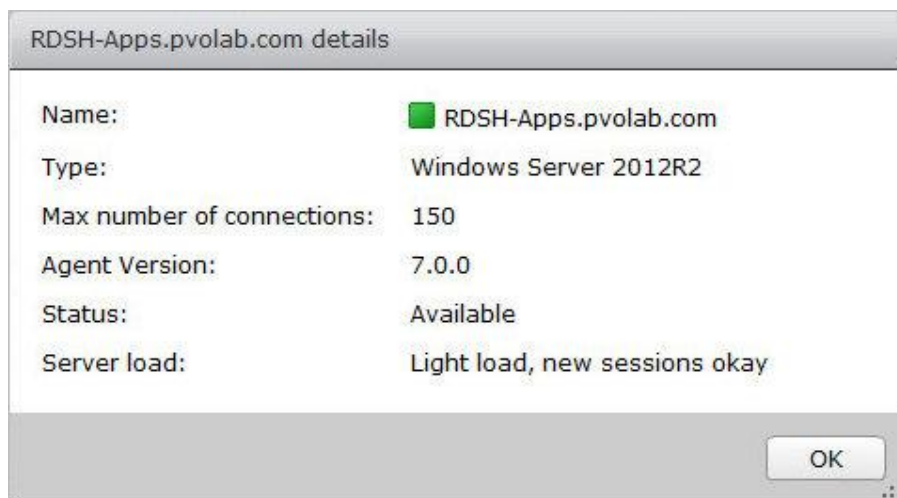 RDSH-Apps.pvolab.com details
Name: RDSH-Apps.pvolab.com
Type: Windows Server 2012R2
Max number of connections: 150
Agent Version: 7.0.0
Status: Available
Server load: Light load, new sessions okay
OK